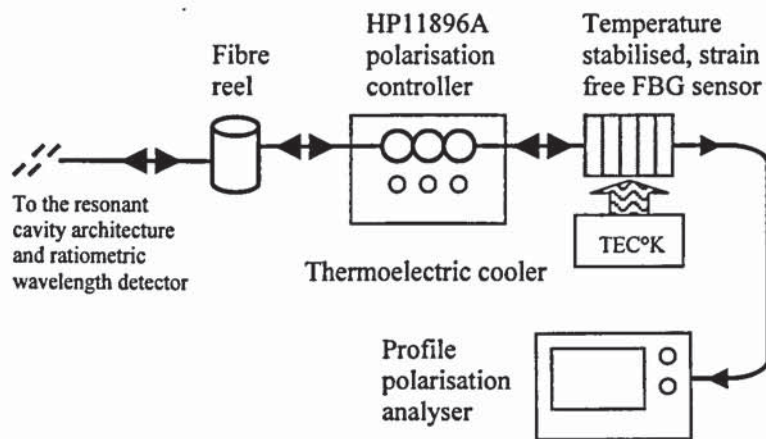 Fibre
reel
HP11896A
polarisation
controller
Temperature
stabilised, strain
free FBG sensor
To the resonant
cavity architecture
and ratiometric
wavelength detector
TEC°K
Thermoelectric cooler
Profile
polarisation
analyser